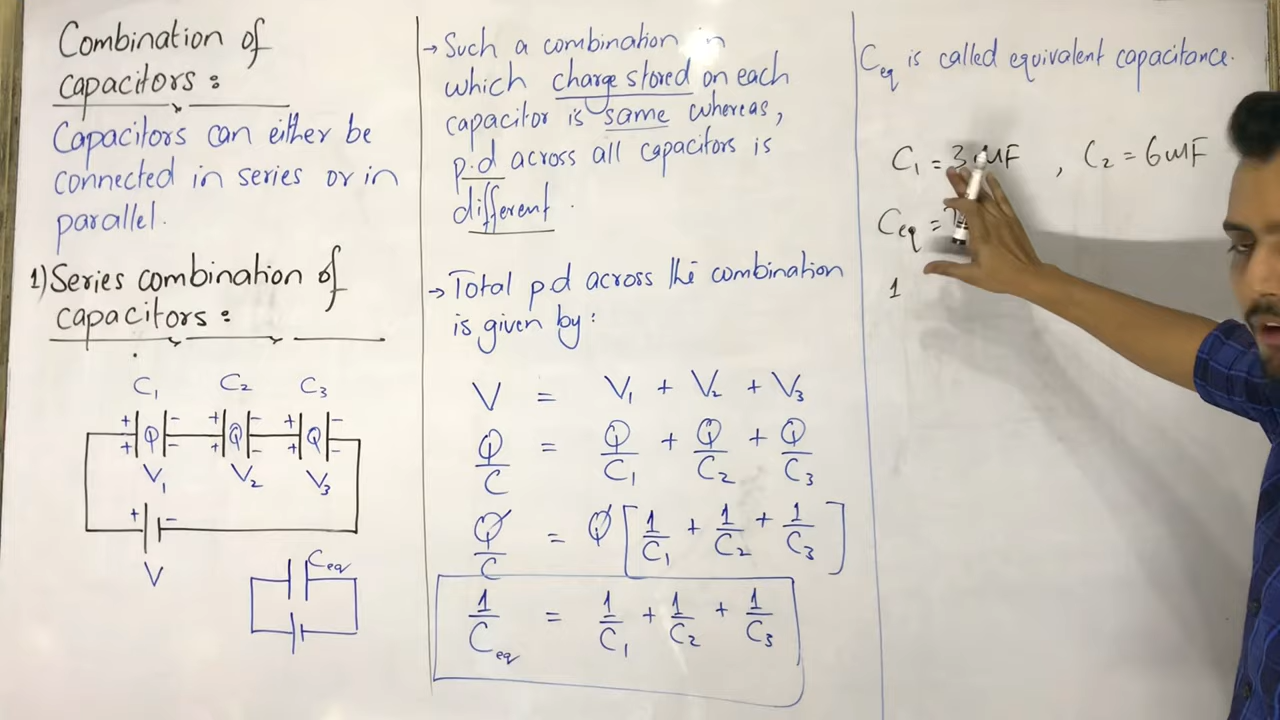 Combination of
capacitors :
Capacitors can either be
connected in series or in
parallel.
1) Series combination of
capacitors :
C₁ C₂ C₃
+ - + - + -
Q Q Q
+ - + - + -
V₁ V₂ V₃
+ -
V
Ceq
→ Such a combination in
which charge stored on each
capacitor is same whereas,
p.d across all capacitors is
different.
→ Total p.d across the combination
is given by :
V = V₁ + V₂ + V₃
Q/C = Q/C₁ + Q/C₂ + Q/C₃
Q/C = Q [ 1/C₁ + 1/C₂ + 1/C₃ ]
1/Ceq = 1/C₁ + 1/C₂ + 1/C₃
Ceq is called equivalent capacitance.
C₁ = 3 μF , C₂ = 6 μF
Ceq =
1